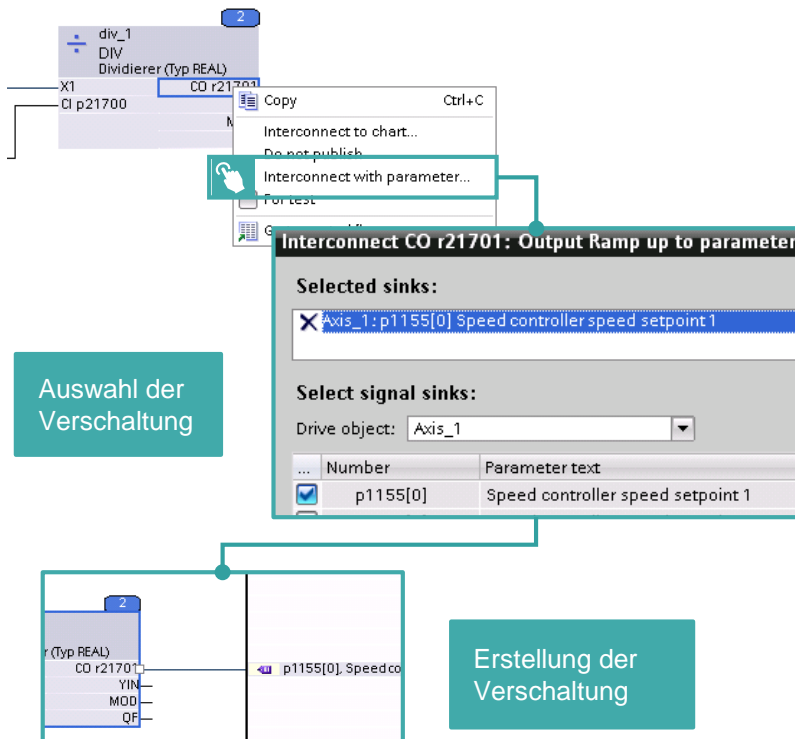 2
div_1
DIV
Dividierer (Typ REAL)
X1 CO r21701
CI p21700
Copy Ctrl+C
Interconnect to chart...
Do not publish
Interconnect with parameter...
For test
Interconnect CO r21701: Output Ramp up to parameter
Selected sinks:
Axis_1: p1155[0] Speed controller speed setpoint 1
Auswahl der
Verschaltung
Select signal sinks:
Drive object: Axis_1
... Number Parameter text
p1155[0] Speed controller speed setpoint 1
2
r (Typ REAL)
CO r21701 p1155[0], Speed co
YIN
MOD
QF
Erstellung der
Verschaltung